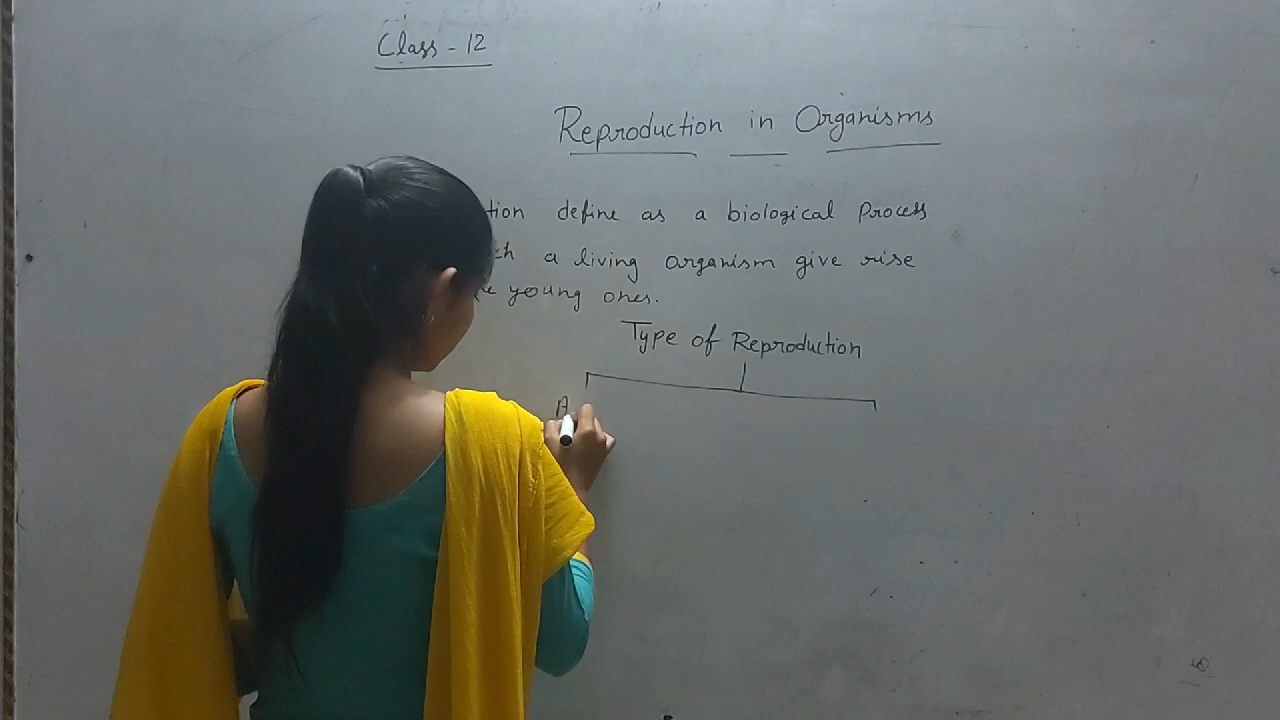 Class - 12
Reproduction in Organisms
tion define as a biological Process
ch a living organism give rise
young ones.
Type of Reproduction
A